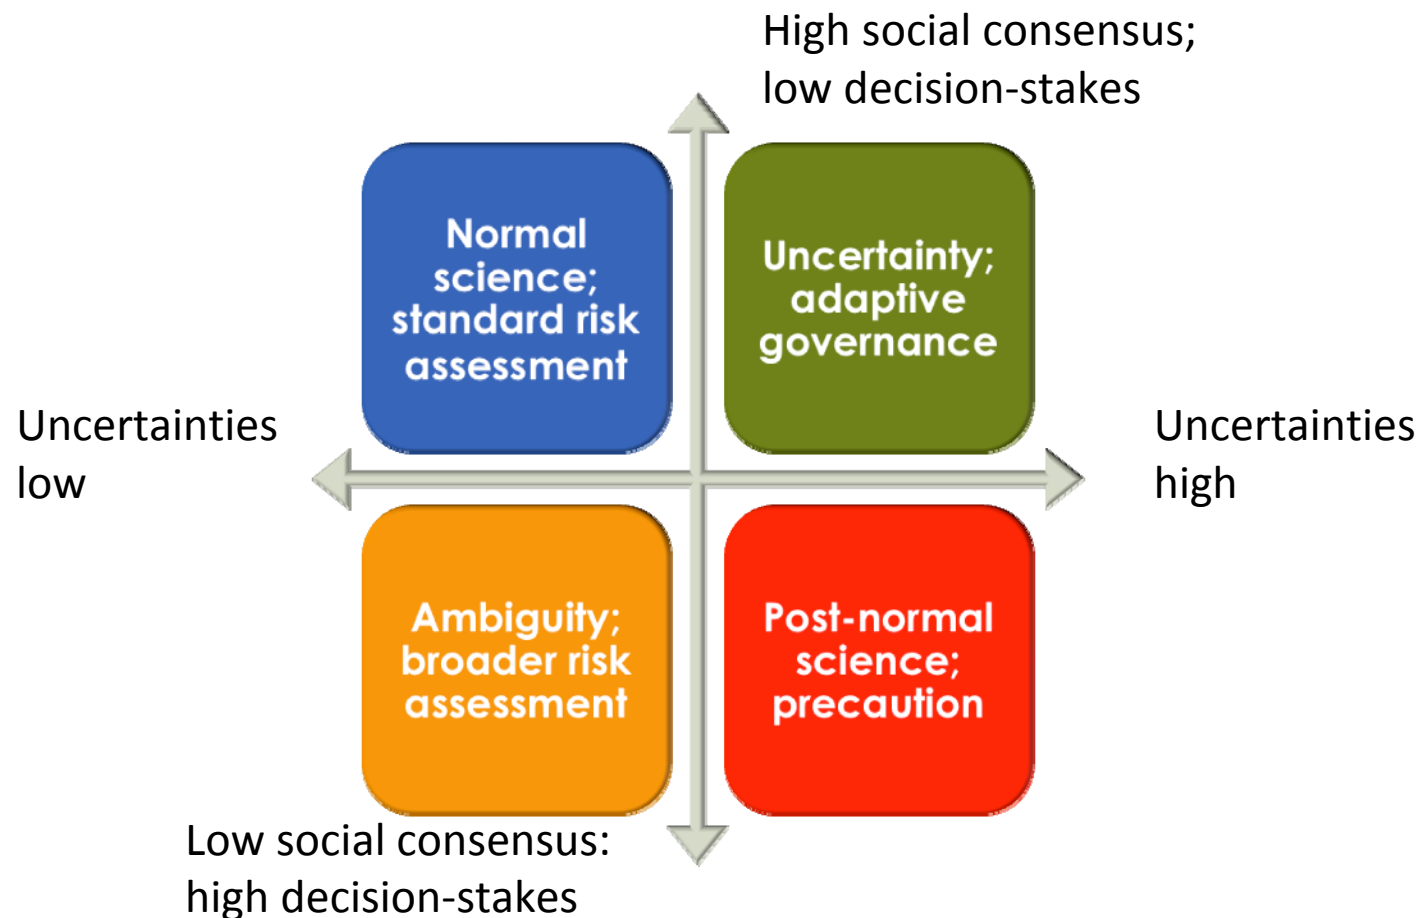 High social consensus;
low decision-stakes
Normal
science;
standard risk
assessment
Uncertainty;
adaptive
governance
Uncertainties
low
Uncertainties
high
Ambiguity;
broader risk
assessment
Post-normal
science;
precaution
Low social consensus:
high decision-stakes